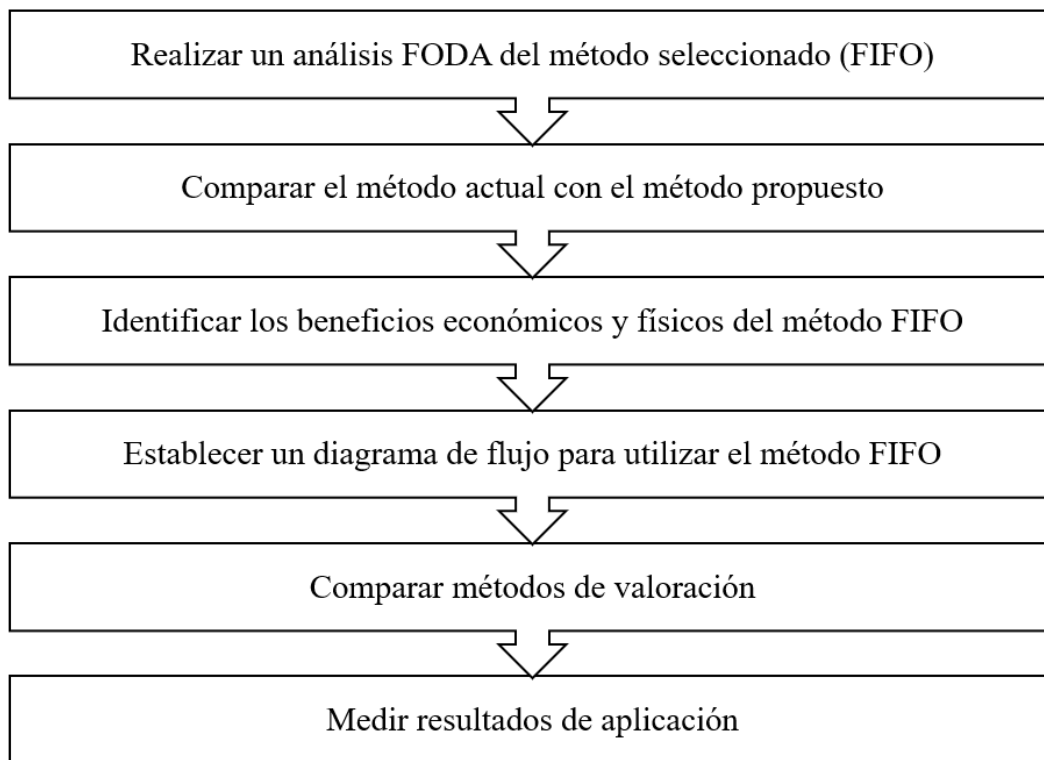 Realizar un análisis FODA del método seleccionado (FIFO)
Comparar el método actual con el método propuesto
Identificar los beneficios económicos y físicos del método FIFO
Establecer un diagrama de flujo para utilizar el método FIFO
Comparar métodos de valoración
Medir resultados de aplicación